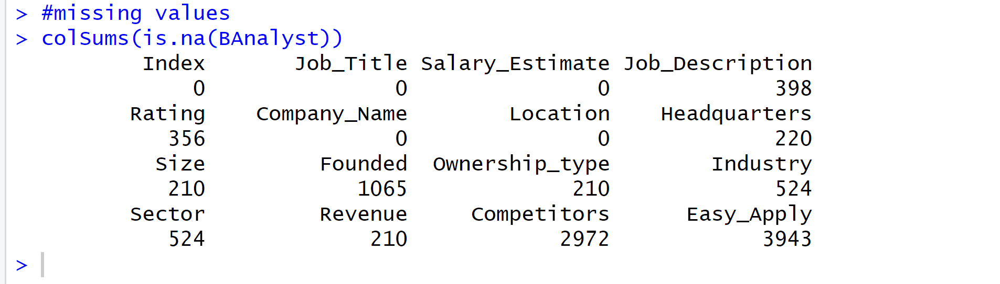 > #missing values
> colSums(is.na(BAnalyst))
Index Job_Title Salary_Estimate Job_Description
0 0 0 398
Rating Company_Name Location Headquarters
356 0 0 220
Size Founded Ownership_type Industry
210 1065 210 524
Sector Revenue Competitors Easy_Apply
524 210 2972 3943
>